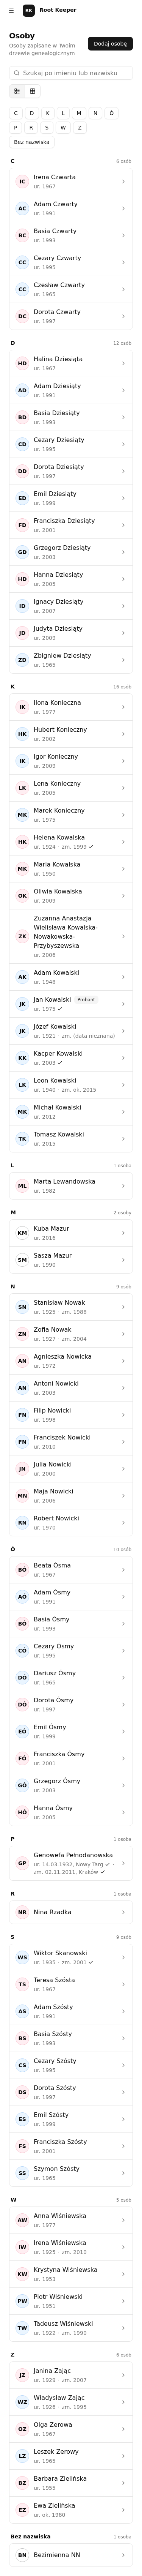 RK Root Keeper
Osoby
Osoby zapisane w Twoim
drzewie genealogicznym
Dodaj osobę
Szukaj po imieniu lub nazwisku
C D K L M N Ó
P R S W Z
Bez nazwiska
C 6 osób
IC Irena Czwarta
ur. 1967
AC Adam Czwarty
ur. 1991
BC Basia Czwarty
ur. 1993
CC Cezary Czwarty
ur. 1995
CC Czesław Czwarty
ur. 1965
DC Dorota Czwarty
ur. 1997
D 12 osób
HD Halina Dziesiąta
ur. 1967
AD Adam Dziesiąty
ur. 1991
BD Basia Dziesiąty
ur. 1993
CD Cezary Dziesiąty
ur. 1995
DD Dorota Dziesiąty
ur. 1997
ED Emil Dziesiąty
ur. 1999
FD Franciszka Dziesiąty
ur. 2001
GD Grzegorz Dziesiąty
ur. 2003
HD Hanna Dziesiąty
ur. 2005
ID Ignacy Dziesiąty
ur. 2007
JD Judyta Dziesiąty
ur. 2009
ZD Zbigniew Dziesiąty
ur. 1965
K 16 osób
IK Ilona Konieczna
ur. 1977
HK Hubert Konieczny
ur. 2002
IK Igor Konieczny
ur. 2009
LK Lena Konieczny
ur. 2005
MK Marek Konieczny
ur. 1975
HK Helena Kowalska
ur. 1924 · zm. 1999 ✓
MK Maria Kowalska
ur. 1950
OK Oliwia Kowalska
ur. 2009
ZK Zuzanna Anastazja
Wielisława Kowalska-
Nowakowska-
Przybyszewska
ur. 2006
AK Adam Kowalski
ur. 1948
JK Jan Kowalski Probant
ur. 1975 ✓
JK Józef Kowalski
ur. 1921 · zm. (data nieznana)
KK Kacper Kowalski
ur. 2003 ✓
LK Leon Kowalski
ur. 1940 · zm. ok. 2015
MK Michał Kowalski
ur. 2012
TK Tomasz Kowalski
ur. 2015
L 1 osoba
ML Marta Lewandowska
ur. 1982
M 2 osoby
KM Kuba Mazur
ur. 2016
SM Sasza Mazur
ur. 1990
N 9 osób
SN Stanisław Nowak
ur. 1925 · zm. 1988
ZN Zofia Nowak
ur. 1927 · zm. 2004
AN Agnieszka Nowicka
ur. 1972
AN Antoni Nowicki
ur. 2003
FN Filip Nowicki
ur. 1998
FN Franciszek Nowicki
ur. 2010
JN Julia Nowicki
ur. 2000
MN Maja Nowicki
ur. 2006
RN Robert Nowicki
ur. 1970
Ó 10 osób
BÓ Beata Ósma
ur. 1967
AÓ Adam Ósmy
ur. 1991
BÓ Basia Ósmy
ur. 1993
CÓ Cezary Ósmy
ur. 1995
DÓ Dariusz Ósmy
ur. 1965
DÓ Dorota Ósmy
ur. 1997
EÓ Emil Ósmy
ur. 1999
FÓ Franciszka Ósmy
ur. 2001
GÓ Grzegorz Ósmy
ur. 2003
HÓ Hanna Ósmy
ur. 2005
P 1 osoba
GP Genowefa Pełnodanowska
ur. 14.03.1932, Nowy Targ ✓ ·
zm. 02.11.2011, Kraków ✓
R 1 osoba
NR Nina Rzadka
S 9 osób
WS Wiktor Skanowski
ur. 1935 · zm. 2001 ✓
TS Teresa Szósta
ur. 1967
AS Adam Szósty
ur. 1991
BS Basia Szósty
ur. 1993
CS Cezary Szósty
ur. 1995
DS Dorota Szósty
ur. 1997
ES Emil Szósty
ur. 1999
FS Franciszka Szósty
ur. 2001
SS Szymon Szósty
ur. 1965
W 5 osób
AW Anna Wiśniewska
ur. 1977
IW Irena Wiśniewska
ur. 1925 · zm. 2010
KW Krystyna Wiśniewska
ur. 1953
PW Piotr Wiśniewski
ur. 1951
TW Tadeusz Wiśniewski
ur. 1922 · zm. 1990
Z 6 osób
JZ Janina Zając
ur. 1929 · zm. 2007
WZ Władysław Zając
ur. 1926 · zm. 1995
OZ Olga Zerowa
ur. 1967
LZ Leszek Zerowy
ur. 1965
BZ Barbara Zielińska
ur. 1955
EZ Ewa Zielińska
ur. ok. 1980
Bez nazwiska 1 osoba
BN Bezimienna NN